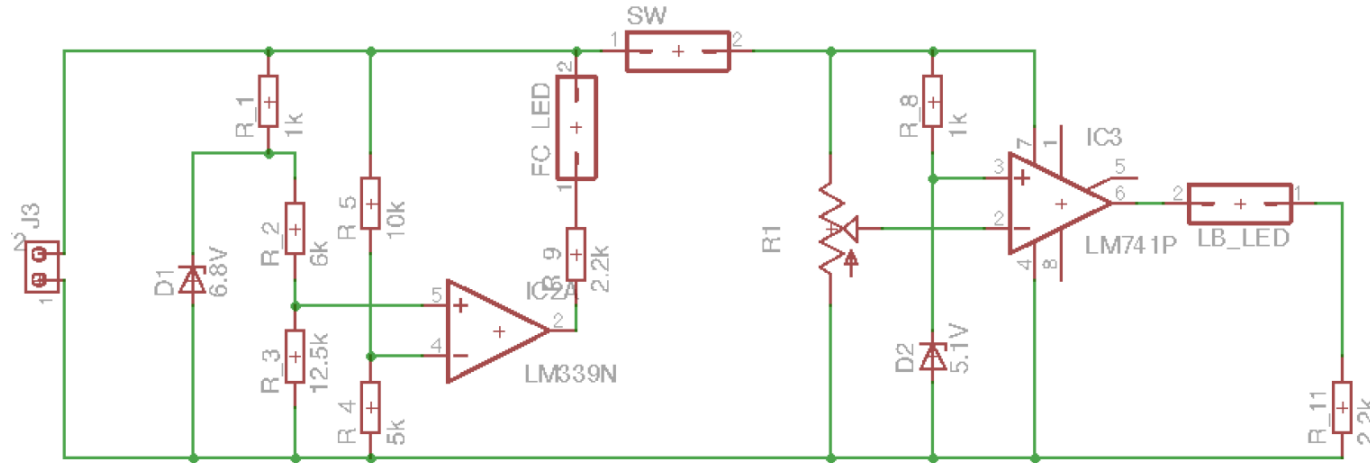 SW
1
2
J3
2
1
R_1
1k
D1
6.8V
R_2
6k
R_3
12.5k
R_5
10k
R_4
5k
FC_LED
2
1
R_9
2.2k
IC2A
5
+
4
-
2
LM339N
R1
R_8
1k
D2
5.1V
IC3
7
1
5
3
+
6
2
-
4
8
LM741P
2
1
LB_LED
R_11
2.2k